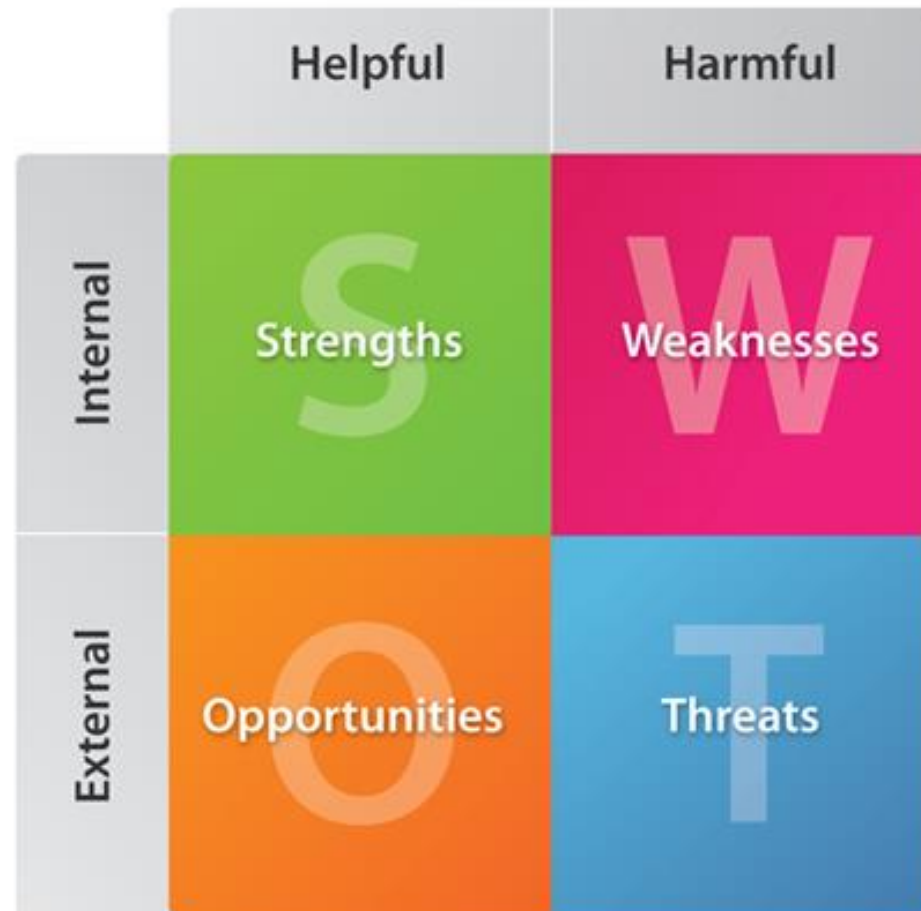 Helpful
Harmful
Internal
S
Strengths
W
Weaknesses
External
O
Opportunities
T
Threats